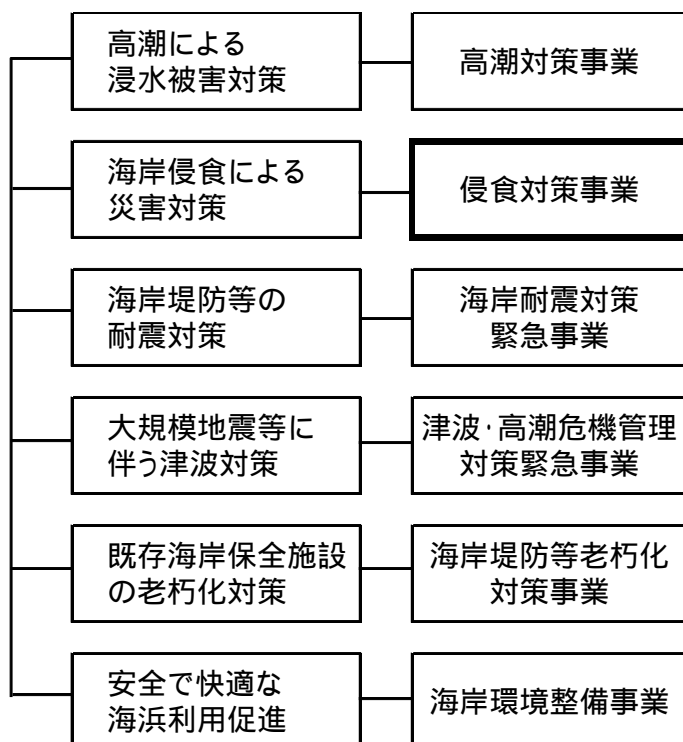 高潮による
浸水被害対策
高潮対策事業
海岸侵食による
災害対策
侵食対策事業
海岸堤防等の
耐震対策
海岸耐震対策
緊急事業
大規模地震等に
伴う津波対策
津波･高潮危機管理
対策緊急事業
既存海岸保全施設
の老朽化対策
海岸堤防等老朽化
対策事業
安全で快適な
海浜利用促進
海岸環境整備事業